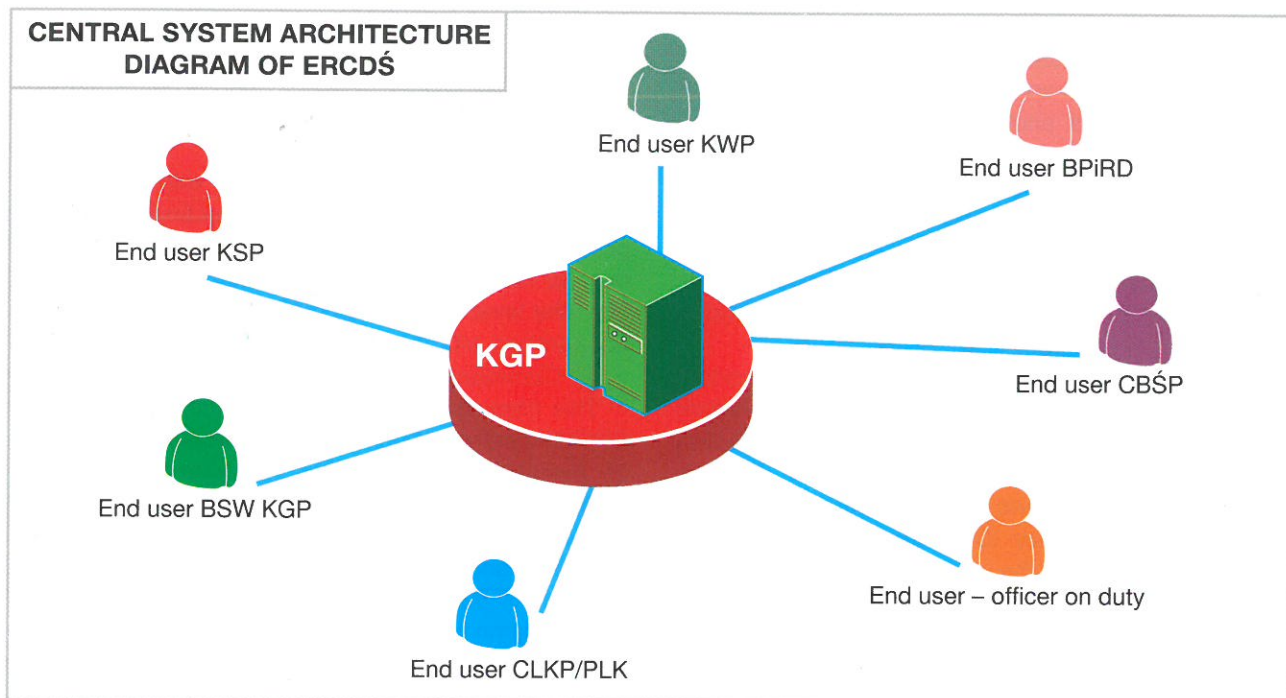 CENTRAL SYSTEM ARCHITECTURE
DIAGRAM OF ERCDŚ
End user KWP
End user BPiRD
End user KSP
KGP
End user CBŚP
End user BSW KGP
End user – officer on duty
End user CLKP/PLK